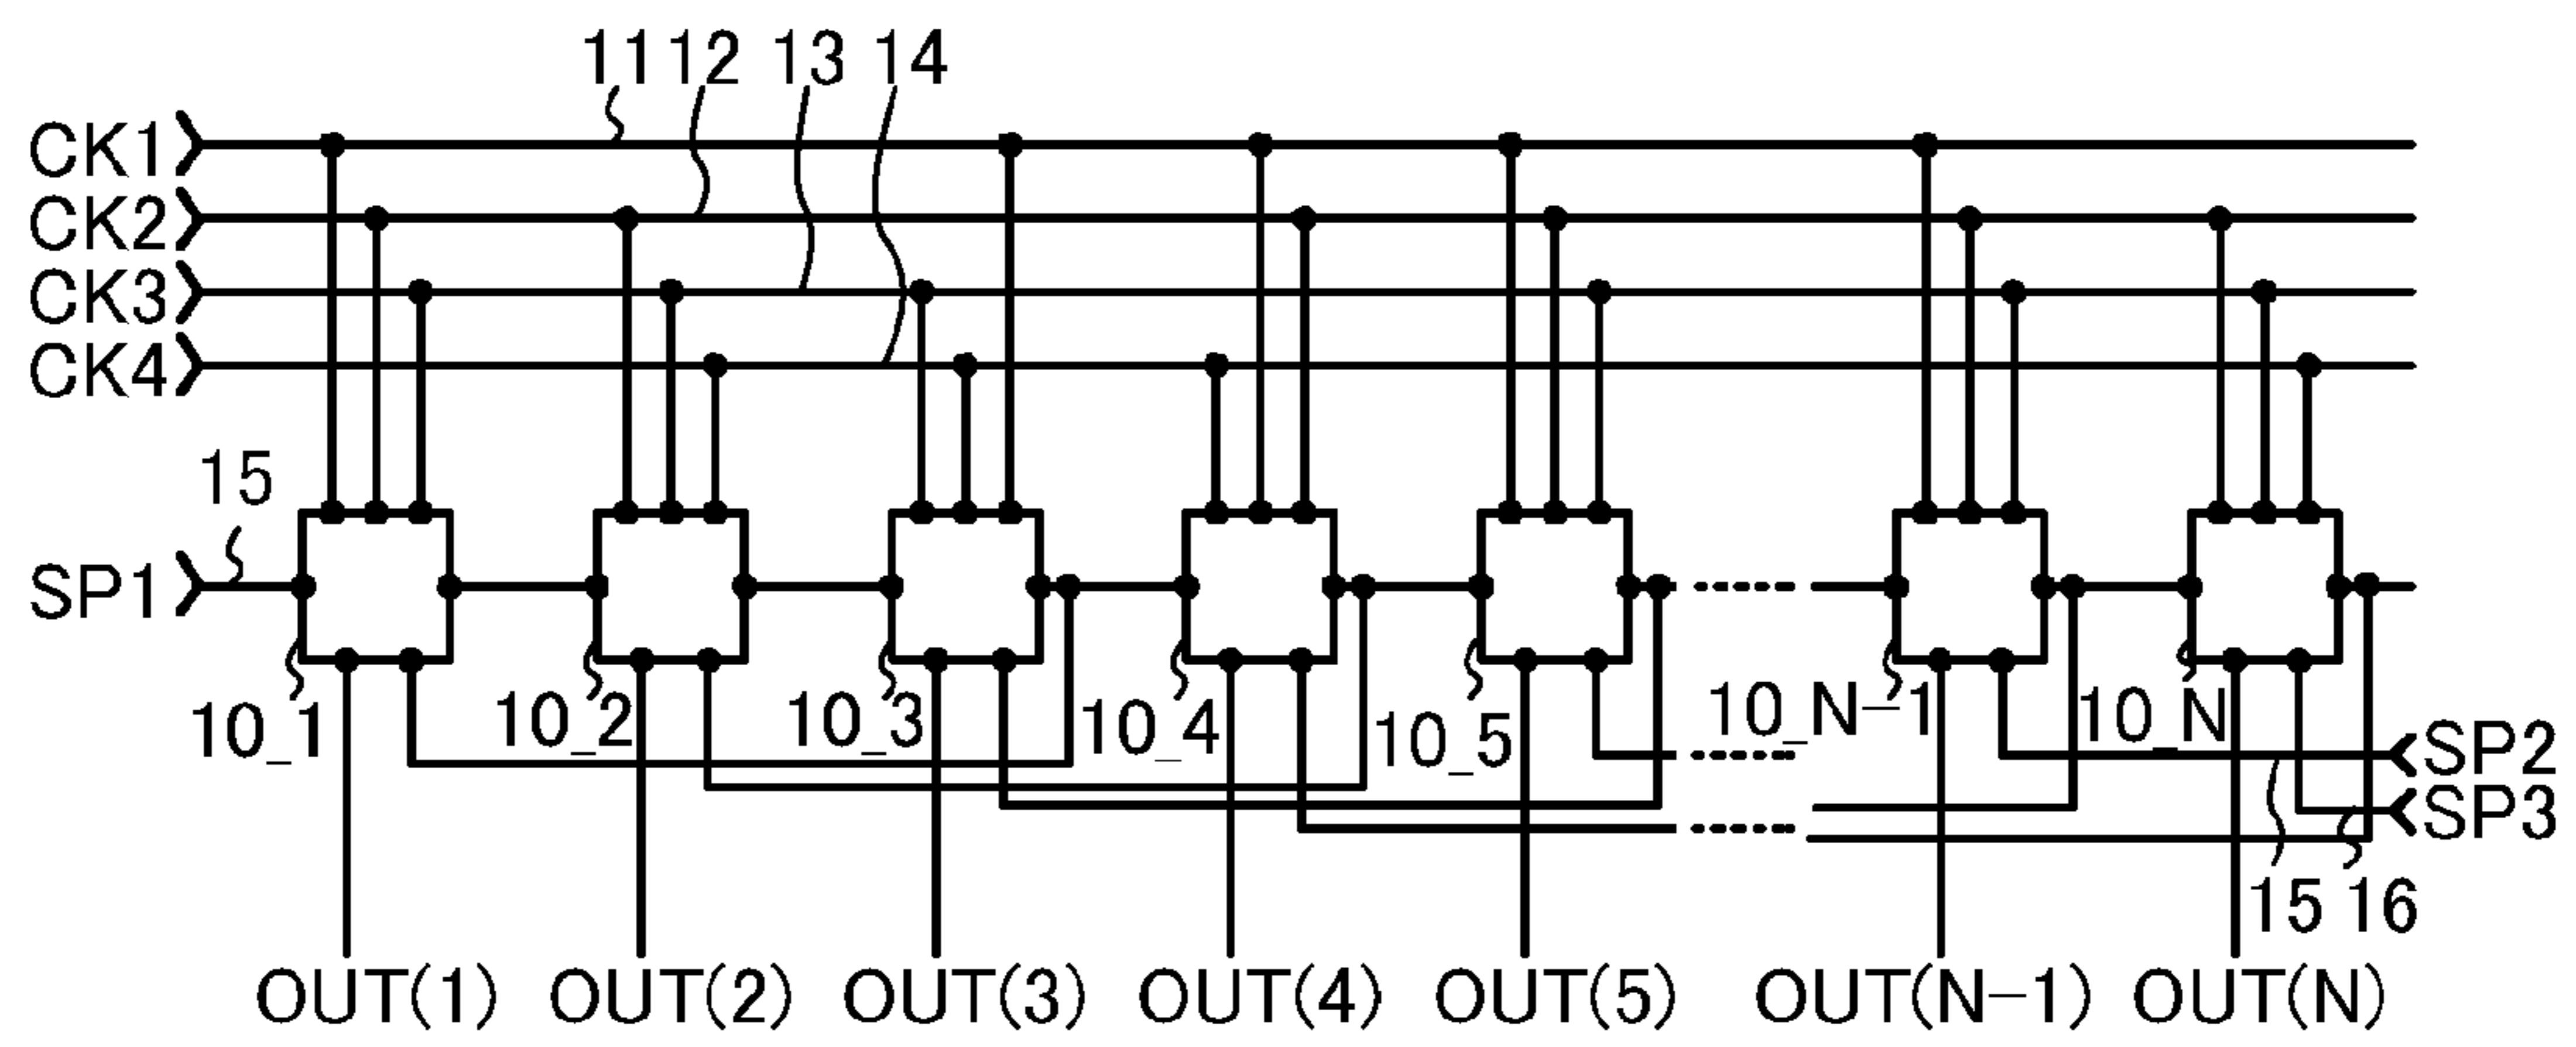 11 12 13 14
CK1
CK2
CK3
CK4
15
SP1
10_1 10_2 10_3 10_4 10_5 10_N-1 10_N
SP2
SP3
15 16
OUT(1) OUT(2) OUT(3) OUT(4) OUT(5) OUT(N-1) OUT(N)